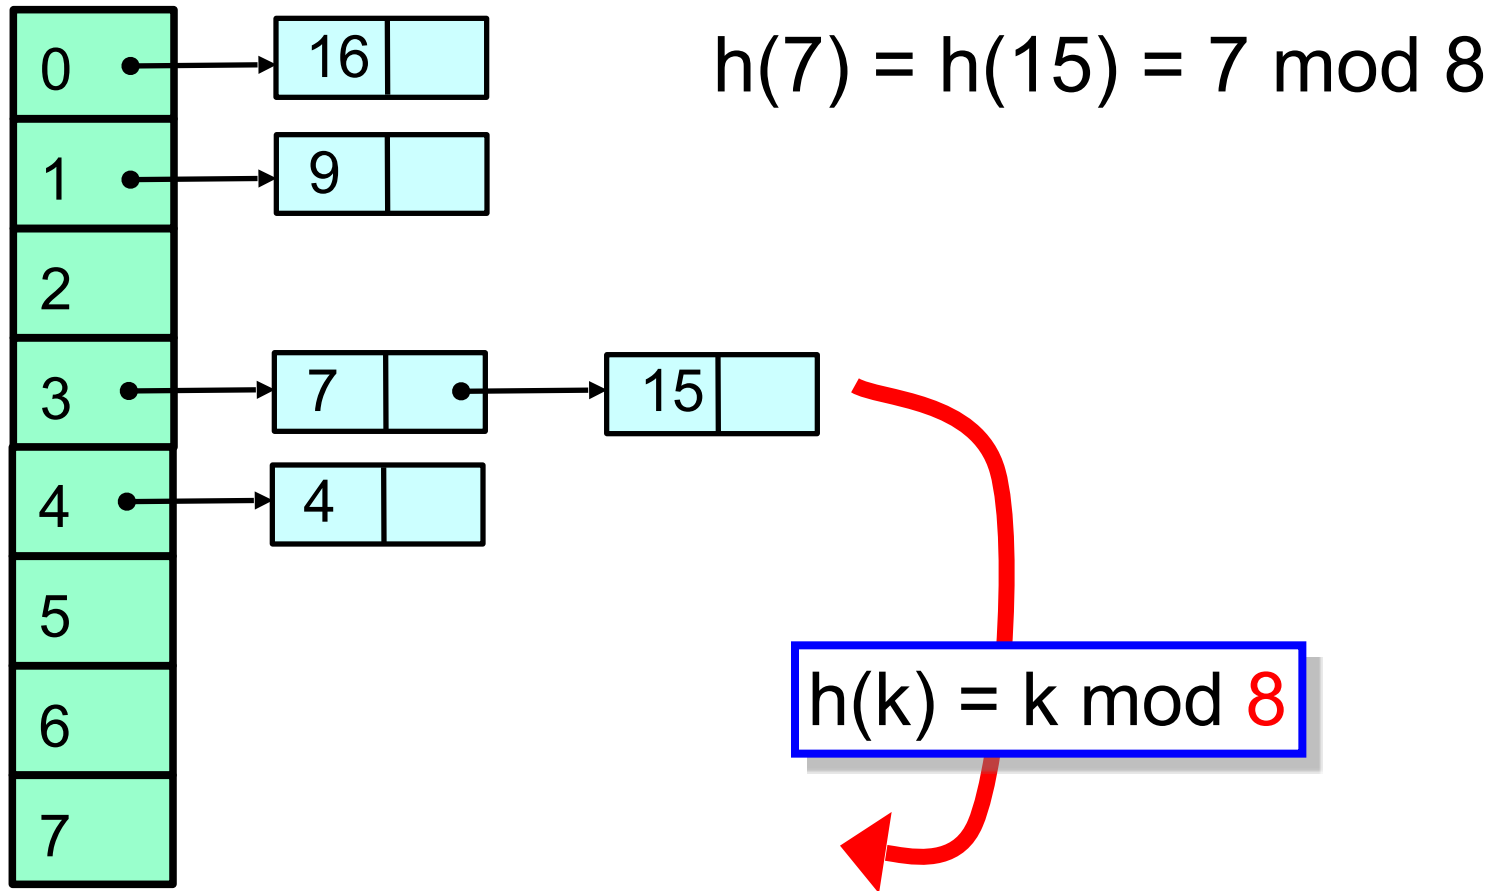 0 16
h(7) = h(15) = 7 mod 8
1 9
2
3 7 15
4 4
5
6
h(k) = k mod 8
7